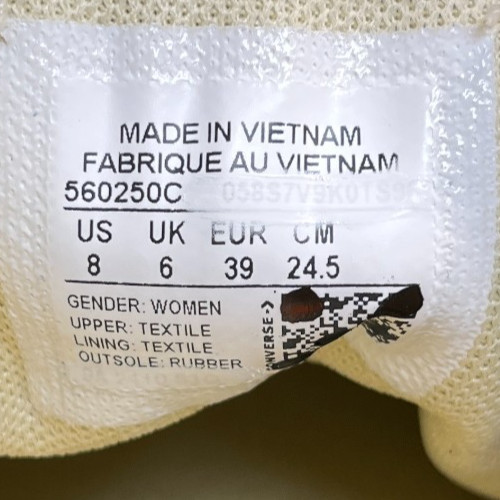 MADE IN VIETNAM
FABRIQUE AU VIETNAM
560250C
US UK EUR CM
8 6 39 24.5
GENDER: WOMEN
UPPER: TEXTILE
LINING: TEXTILE
OUTSOLE: RUBBER